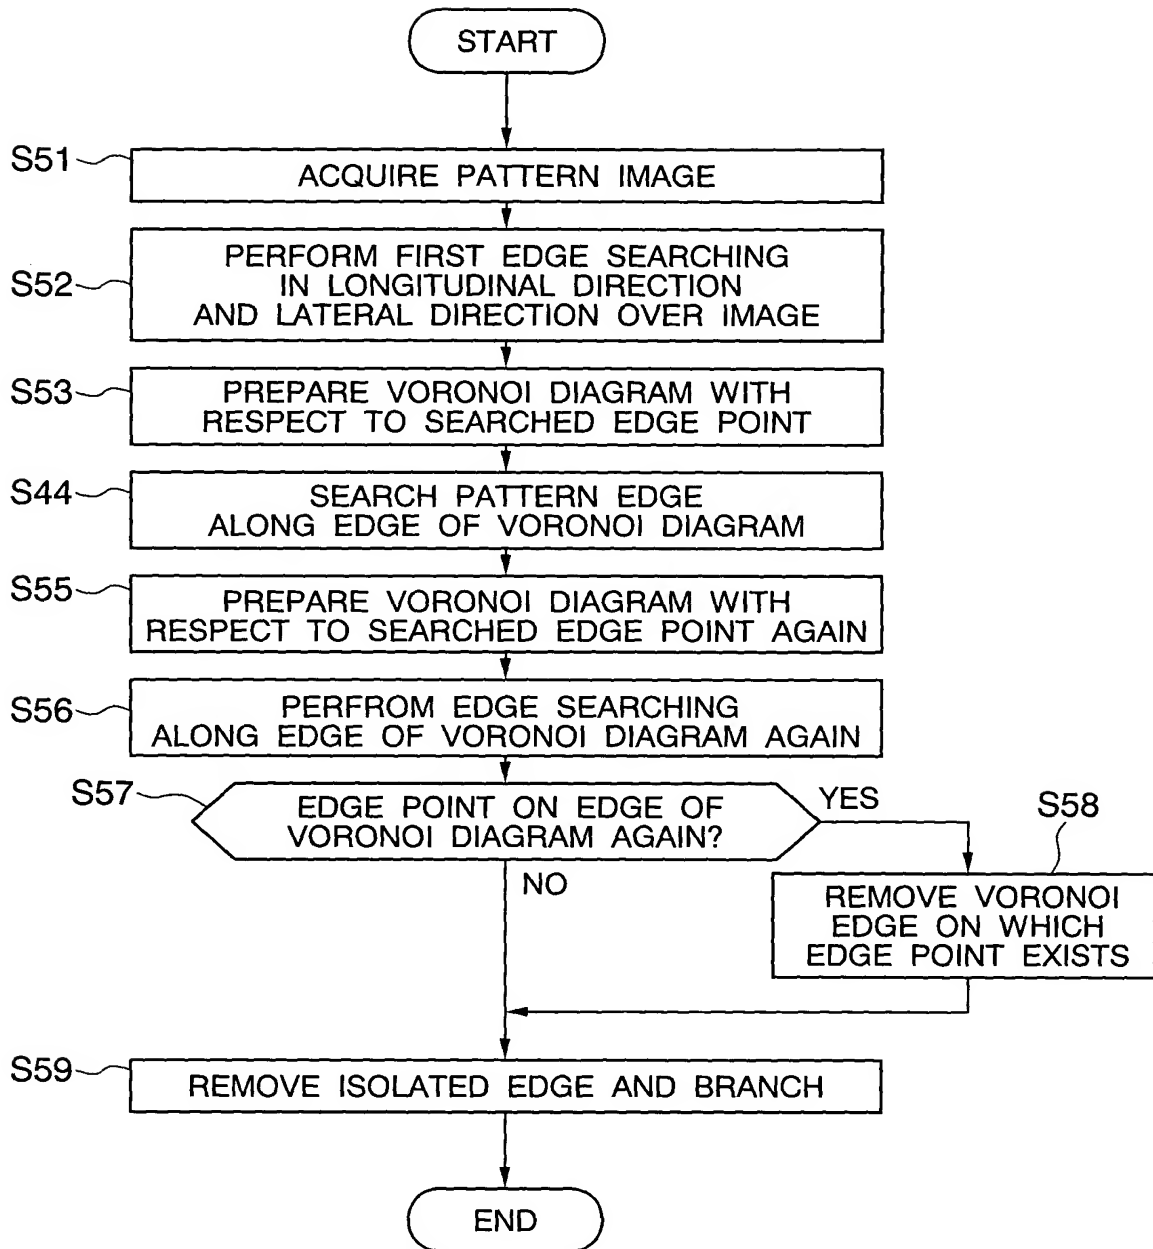 START
S51
ACQUIRE PATTERN IMAGE
S52
PERFORM FIRST EDGE SEARCHING
IN LONGITUDINAL DIRECTION
AND LATERAL DIRECTION OVER IMAGE
S53
PREPARE VORONOI DIAGRAM WITH
RESPECT TO SEARCHED EDGE POINT
S44
SEARCH PATTERN EDGE
ALONG EDGE OF VORONOI DIAGRAM
S55
PREPARE VORONOI DIAGRAM WITH
RESPECT TO SEARCHED EDGE POINT AGAIN
S56
PERFROM EDGE SEARCHING
ALONG EDGE OF VORONOI DIAGRAM AGAIN
S57
EDGE POINT ON EDGE OF
VORONOI DIAGRAM AGAIN?
YES
NO
S58
REMOVE VORONOI
EDGE ON WHICH
EDGE POINT EXISTS
S59
REMOVE ISOLATED EDGE AND BRANCH
END